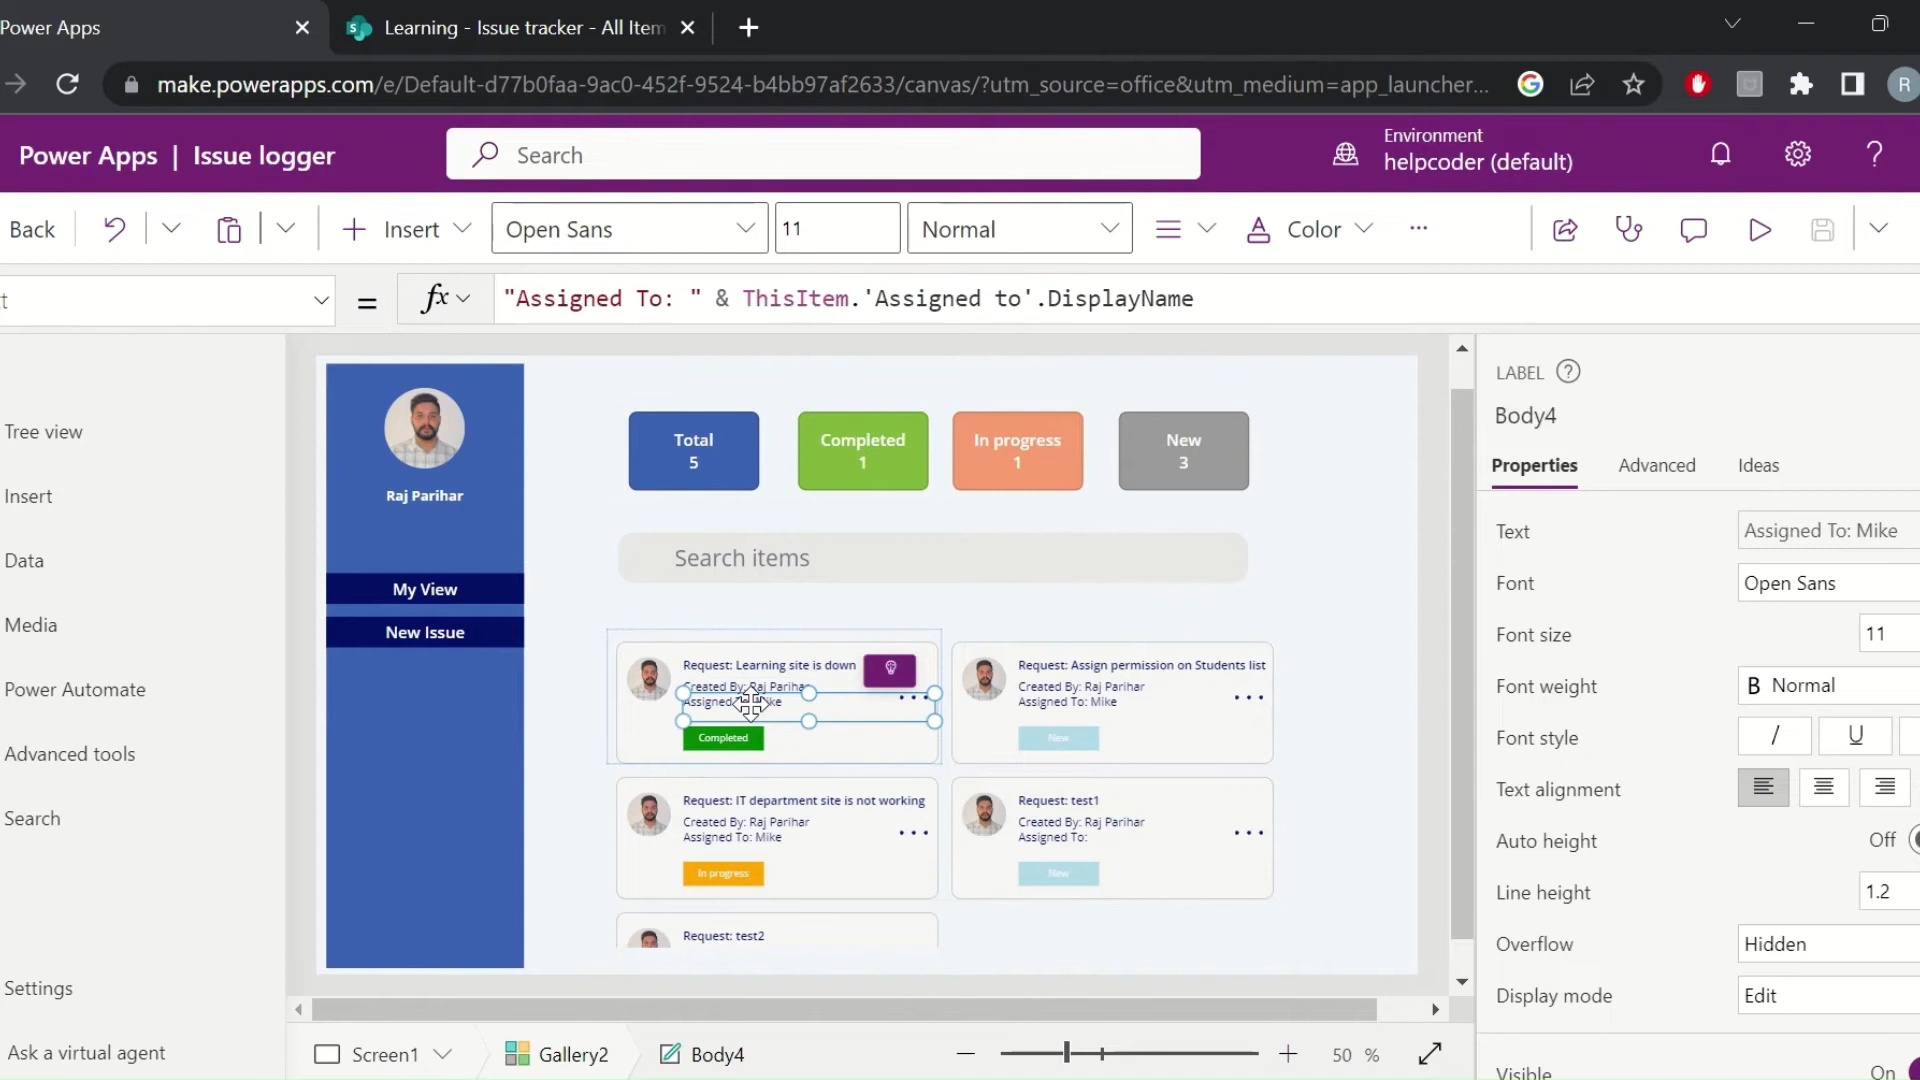 Power Apps
Learning - Issue tracker - All Item
make.powerapps.com/e/Default-d77b0faa-9ac0-452f-9524-b4bb97af2633/canvas/?utm_source=office&utm_medium=app_launcher...
R
Power Apps | Issue logger
Search
Environment
helpcoder (default)
Back
Insert
Open Sans
11
Normal
Color
...
t
=
fx
"Assigned To: " & ThisItem.'Assigned to'.DisplayName
Tree view
Insert
Data
Media
Power Automate
Advanced tools
Search
Settings
Ask a virtual agent
Raj Parihar
My View
New Issue
Total
5
Completed
1
In progress
1
New
3
Search items
Request: Learning site is down
Created By: Raj Parihar
Assigned
Completed
Request: Assign permission on Students list
Created By: Raj Parihar
Assigned To: Mike
New
Request: IT department site is not working
Created By: Raj Parihar
Assigned To: Mike
In progress
Request: test1
Created By: Raj Parihar
Assigned To:
New
Request: test2
Screen1
Gallery2
Body4
50 %
LABEL
Body4
Properties
Advanced
Ideas
Text
Assigned To: Mike
Font
Open Sans
Font size
11
Font weight
B Normal
Font style
/
U
Text alignment
Auto height
Off
Line height
1.2
Overflow
Hidden
Display mode
Edit
Visible
On